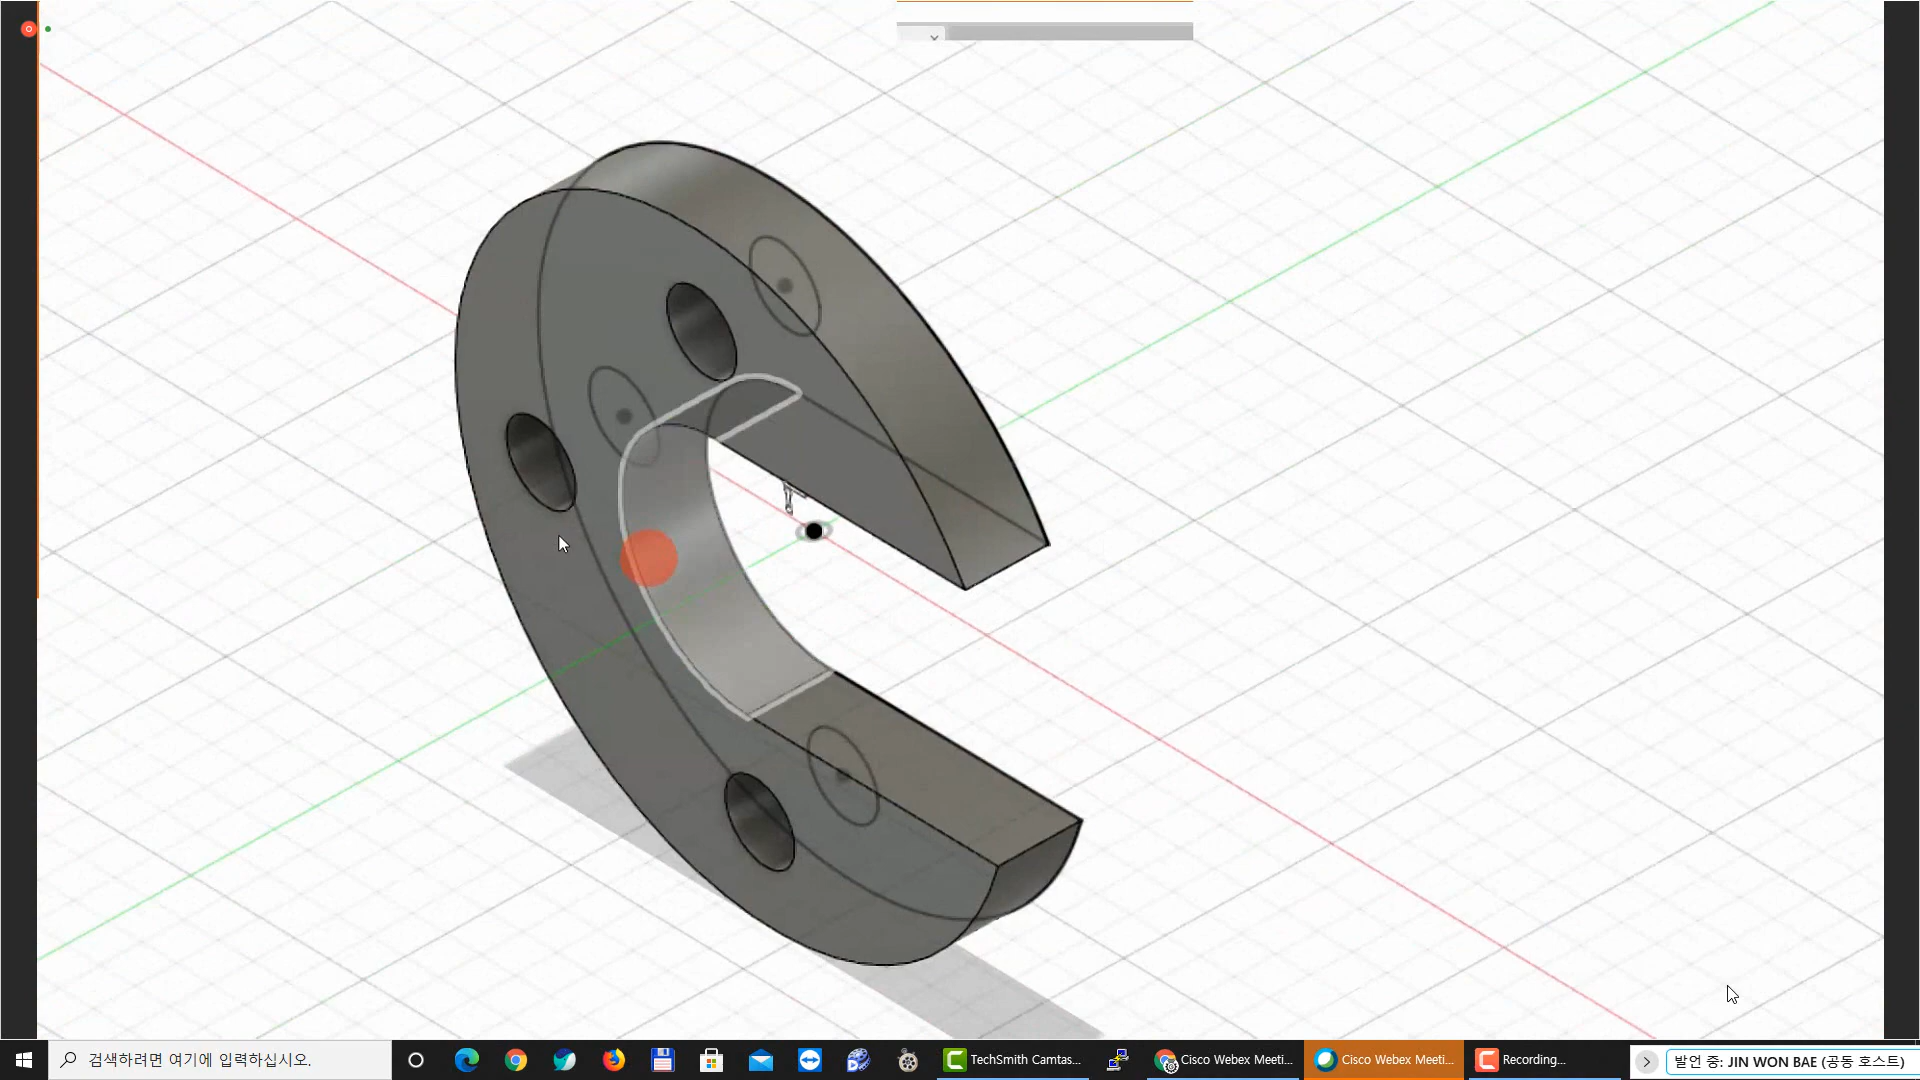 검색하려면 여기에 입력하십시오.
TechSmith Camtas...
Cisco Webex Meeti...
Cisco Webex Meeti...
Recording...
발언 중: JIN WON BAE (공동 호스트)